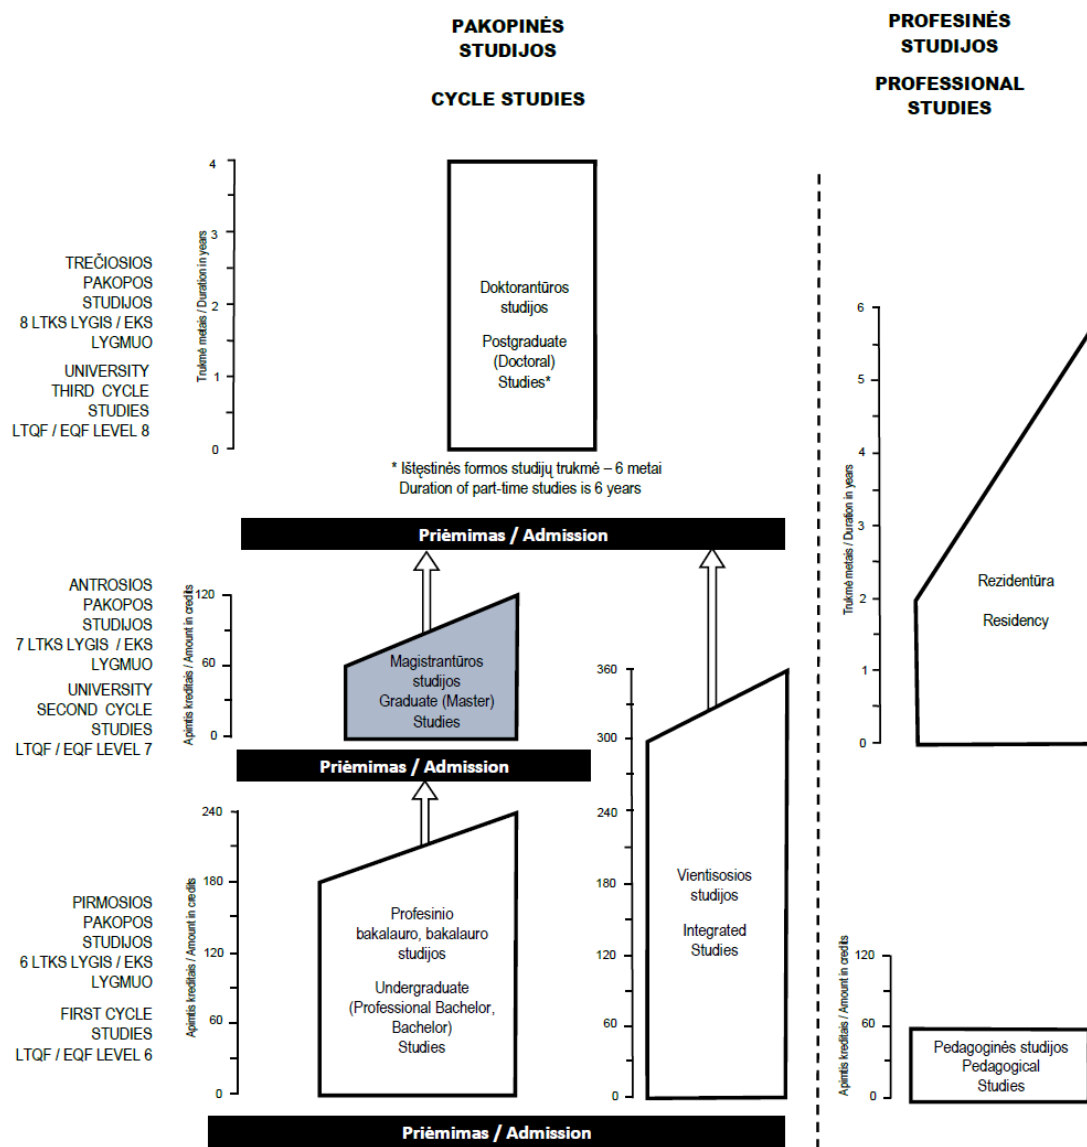 PAKOPINĖS
STUDIJOS
CYCLE STUDIES
PROFESINĖS
STUDIJOS
PROFESSIONAL
STUDIES
TREČIOSIOS
PAKOPOS
STUDIJOS
8 LTKS LYGIS / EKS
LYGMUO
UNIVERSITY
THIRD CYCLE
STUDIES
LTQF / EQF LEVEL 8
Trukmė metais / Duration in years
4
3
2
1
0
Doktorantūros
studijos
Postgraduate
(Doctoral)
Studies*
* Ištęstinės formos studijų trukmė – 6 metai
Duration of part-time studies is 6 years
Priėmimas / Admission
ANTROSIOS
PAKOPOS
STUDIJOS
7 LTKS LYGIS / EKS
LYGMUO
UNIVERSITY
SECOND CYCLE
STUDIES
LTQF / EQF LEVEL 7
Apimtis kreditais / Amount in credits
120
60
0
Magistrantūros
studijos
Graduate (Master)
Studies
Priėmimas / Admission
PIRMOSIOS
PAKOPOS
STUDIJOS
6 LTKS LYGIS / EKS
LYGMUO
FIRST CYCLE
STUDIES
LTQF / EQF LEVEL 6
Apimtis kreditais / Amount in credits
240
180
120
60
0
Profesinio
bakalauro, bakalauro
studijos
Undergraduate
(Professional Bachelor,
Bachelor)
Studies
360
300
240
180
120
60
0
Vientisosios
studijos
Integrated
Studies
Priėmimas / Admission
Trukmė metais / Duration in years
6
5
4
3
2
1
0
Rezidentūra
Residency
Apimtis kreditais / Amount in credits
120
60
0
Pedagoginės studijos
Pedagogical
Studies